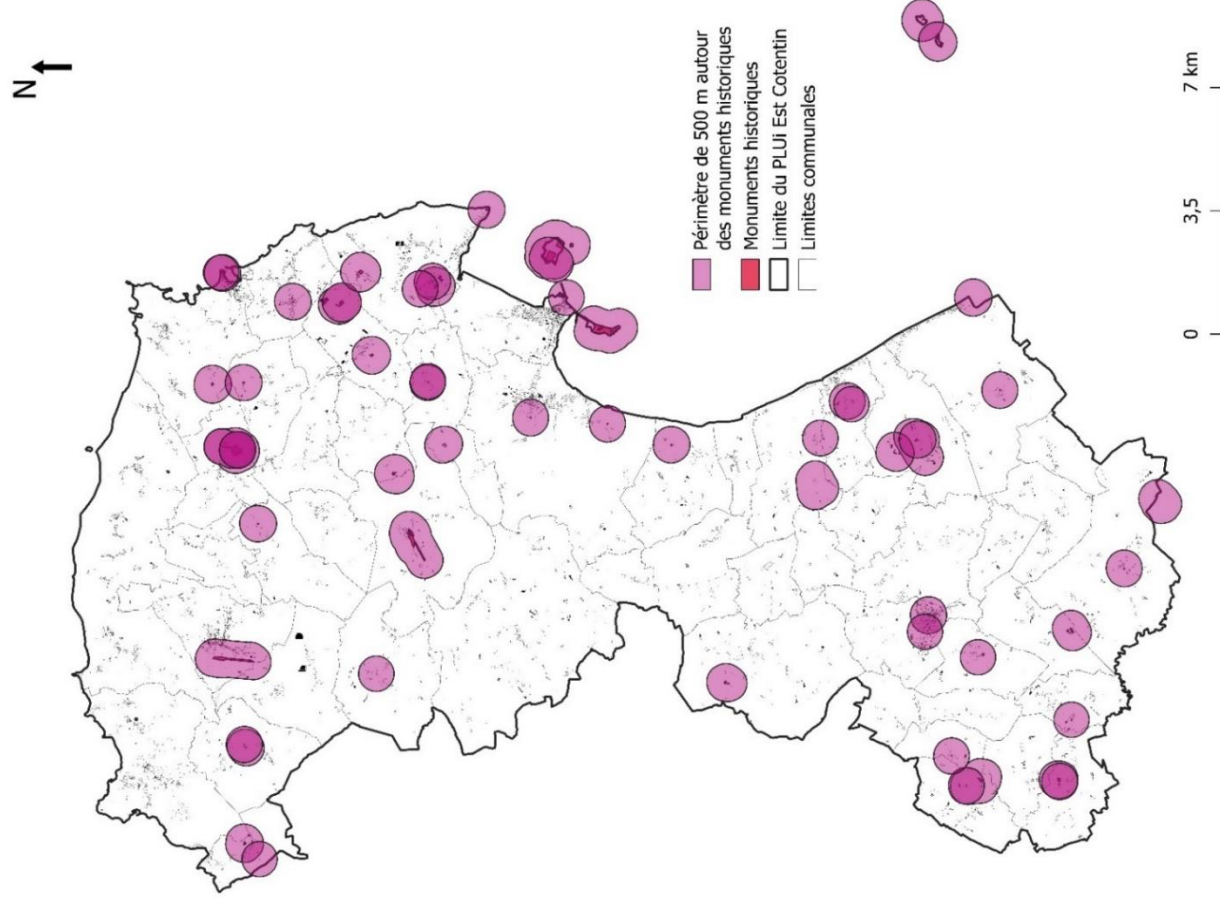 N
Périmètre de 500 m autour
des monuments historiques
Monuments historiques
Limite du PLUi Est Cotentin
Limites communales
0 3,5 7 km